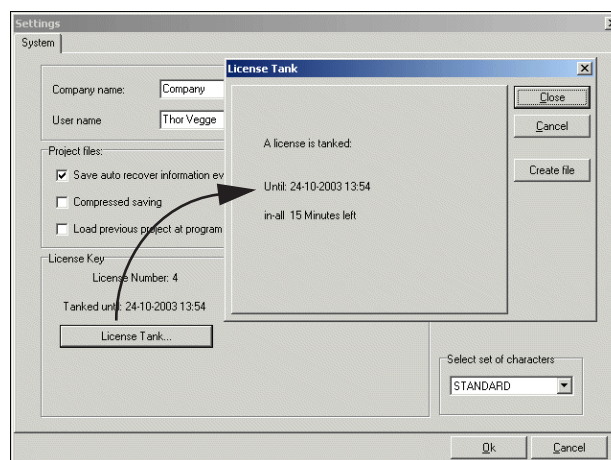 Settings
System
Company name:
Company
User name
Thor Vegge
Project files:
Save auto recover information ev
Compressed saving
Load previous project at program
License Key
License Number: 4
Tanked until: 24-10-2003 13:54
License Tank...
License Tank
A license is tanked:
Until: 24-10-2003 13:54
in-all 15 Minutes left
Close
Cancel
Create file
Select set of characters
STANDARD
Ok
Cancel